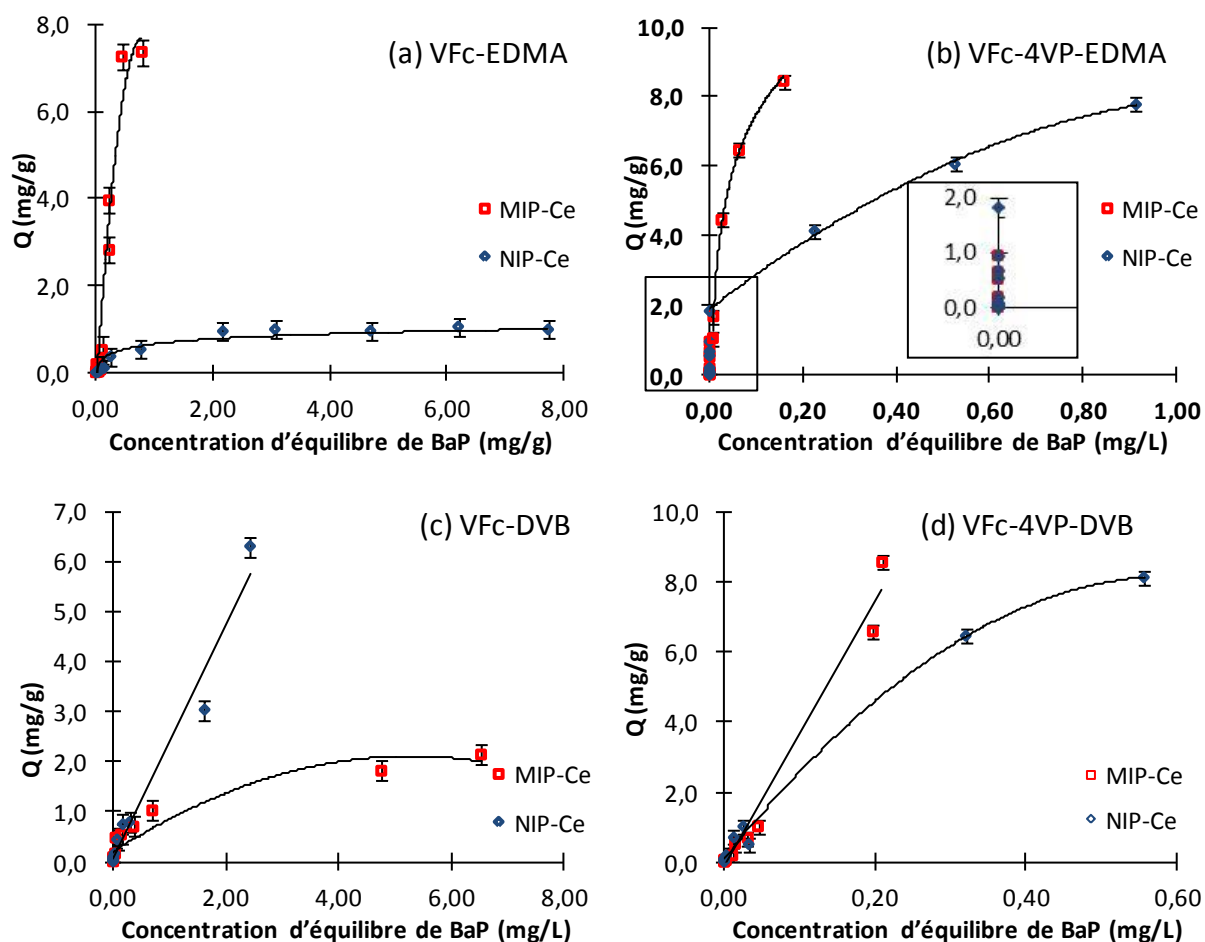 (a) VFc-EDMA
8,0
6,0
4,0
2,0
0,0
Q (mg/g)
MIP-Ce
NIP-Ce
0,00 2,00 4,00 6,00 8,00
Concentration d'équilibre de BaP (mg/g)
(b) VFc-4VP-EDMA
10,0
8,0
6,0
4,0
2,0
0,0
Q (mg/g)
2,0
1,0
0,0
0,00
MIP-Ce
NIP-Ce
0,00 0,20 0,40 0,60 0,80 1,00
Concentration d'équilibre de BaP (mg/L)
(c) VFc-DVB
7,0
6,0
5,0
4,0
3,0
2,0
1,0
0,0
Q (mg/g)
MIP-Ce
NIP-Ce
0,00 2,00 4,00 6,00 8,00
Concentration d'équilibre de BaP (mg/L)
(d) VFc-4VP-DVB
10,0
8,0
6,0
4,0
2,0
0,0
Q (mg/g)
MIP-Ce
NIP-Ce
0,00 0,20 0,40 0,60
Concentration d'équilibre de BaP (mg/L)